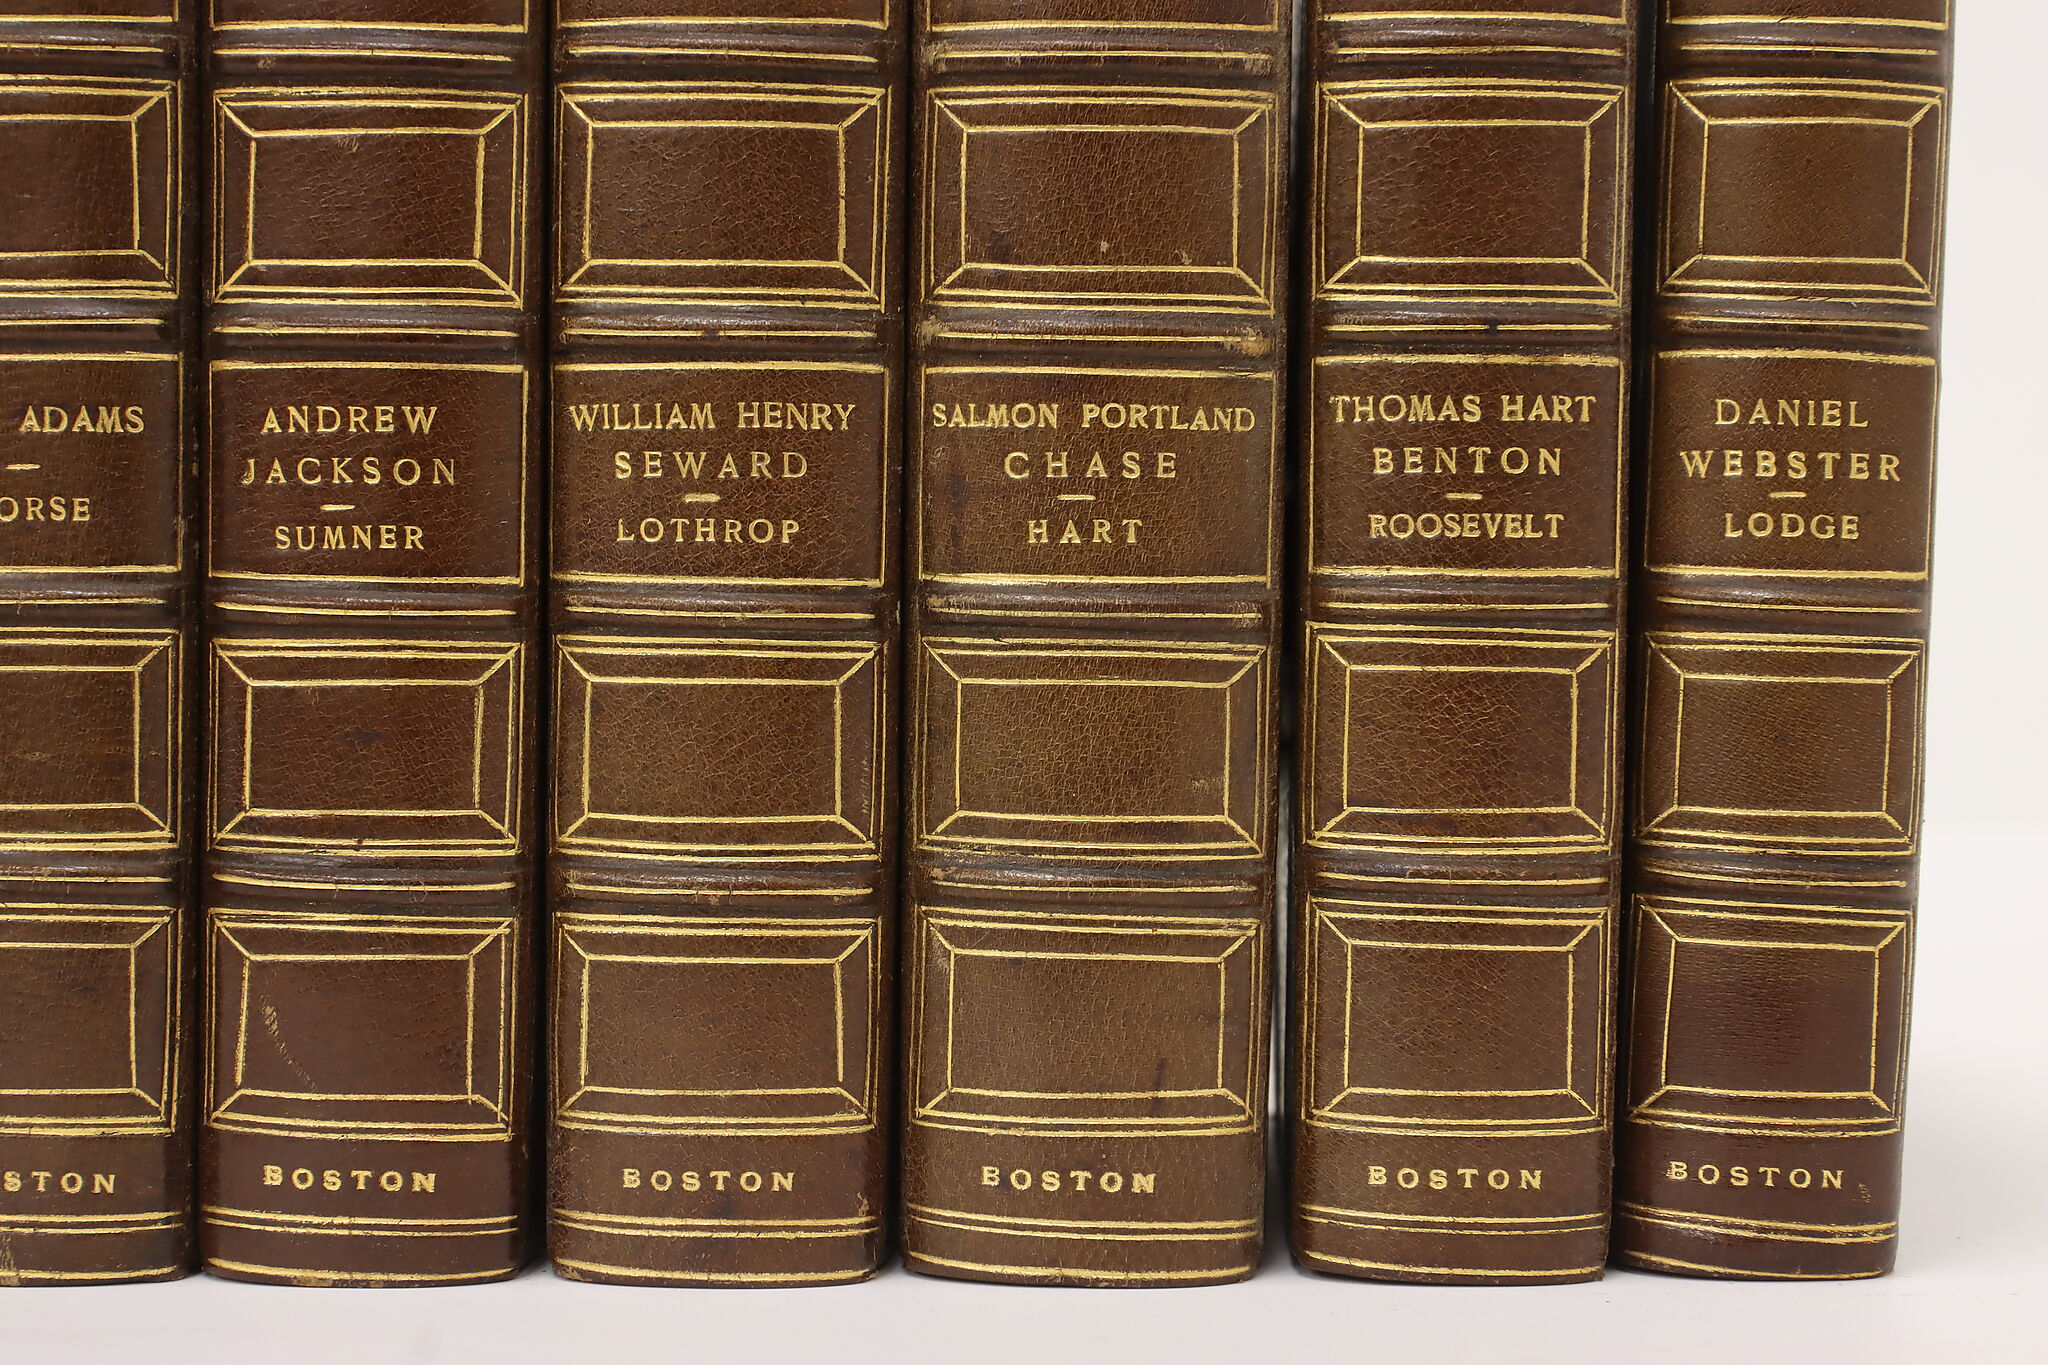 ADAMS
ORSE
STON
ANDREW
JACKSON
SUMNER
BOSTON
WILLIAM HENRY
SEWARD
LOTHROP
BOSTON
SALMON PORTLAND
CHASE
HART
BOSTON
THOMAS HART
BENTON
ROOSEVELT
BOSTON
DANIEL
WEBSTER
LODGE
BOSTON